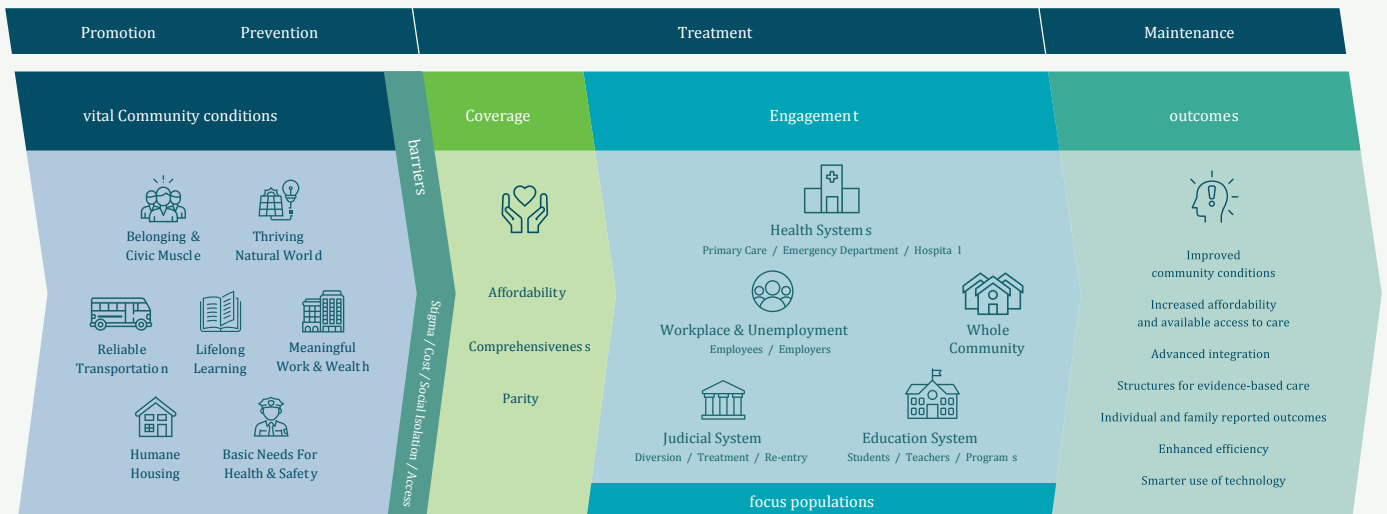 Promotion
Prevention
Treatment
Maintenance
vital Community conditions
barriers
Stigma / Cost / Social Isolation / Access
Coverage
Engagement
outcomes
Belonging &
Civic Muscle
Thriving
Natural World
Reliable
Transportation
Lifelong
Learning
Meaningful
Work & Wealth
Humane
Housing
Basic Needs For
Health & Safety
Affordability
Comprehensiveness
Parity
Health Systems
Primary Care / Emergency Department / Hospital
Workplace & Unemployment
Employees / Employers
Whole
Community
Judicial System
Diversion / Treatment / Re-entry
Education System
Students / Teachers / Programs
focus populations
Improved
community conditions
Increased affordability
and available access to care
Advanced integration
Structures for evidence-based care
Individual and family reported outcomes
Enhanced efficiency
Smarter use of technology